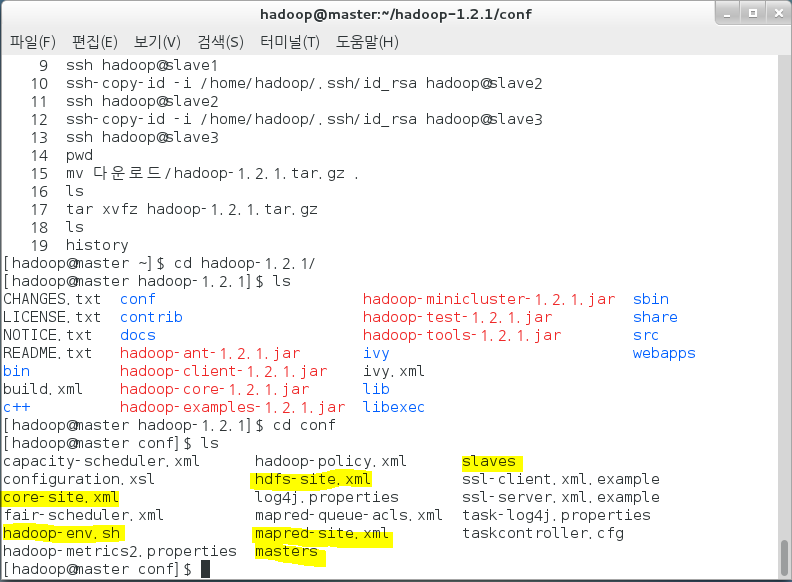 hadoop@master:~/hadoop-1.2.1/conf
파일(F) 편집(E) 보기(V) 검색(S) 터미널(T) 도움말(H)
9 ssh hadoop@slave1
10 ssh-copy-id -i /home/hadoop/.ssh/id_rsa hadoop@slave2
11 ssh hadoop@slave2
12 ssh-copy-id -i /home/hadoop/.ssh/id_rsa hadoop@slave3
13 ssh hadoop@slave3
14 pwd
15 mv 다운로드/hadoop-1.2.1.tar.gz .
16 ls
17 tar xvfz hadoop-1.2.1.tar.gz
18 ls
19 history
[hadoop@master ~]$ cd hadoop-1.2.1/
[hadoop@master hadoop-1.2.1]$ ls
CHANGES.txt conf hadoop-minicluster-1.2.1.jar sbin
LICENSE.txt contrib hadoop-test-1.2.1.jar share
NOTICE.txt docs hadoop-tools-1.2.1.jar src
README.txt hadoop-ant-1.2.1.jar ivy webapps
bin hadoop-client-1.2.1.jar ivy.xml
build.xml hadoop-core-1.2.1.jar lib
c++ hadoop-examples-1.2.1.jar libexec
[hadoop@master hadoop-1.2.1]$ cd conf
[hadoop@master conf]$ ls
capacity-scheduler.xml hadoop-policy.xml slaves
configuration.xsl hdfs-site.xml ssl-client.xml.example
core-site.xml log4j.properties ssl-server.xml.example
fair-scheduler.xml mapred-queue-acls.xml task-log4j.properties
hadoop-env.sh mapred-site.xml taskcontroller.cfg
hadoop-metrics2.properties masters
[hadoop@master conf]$